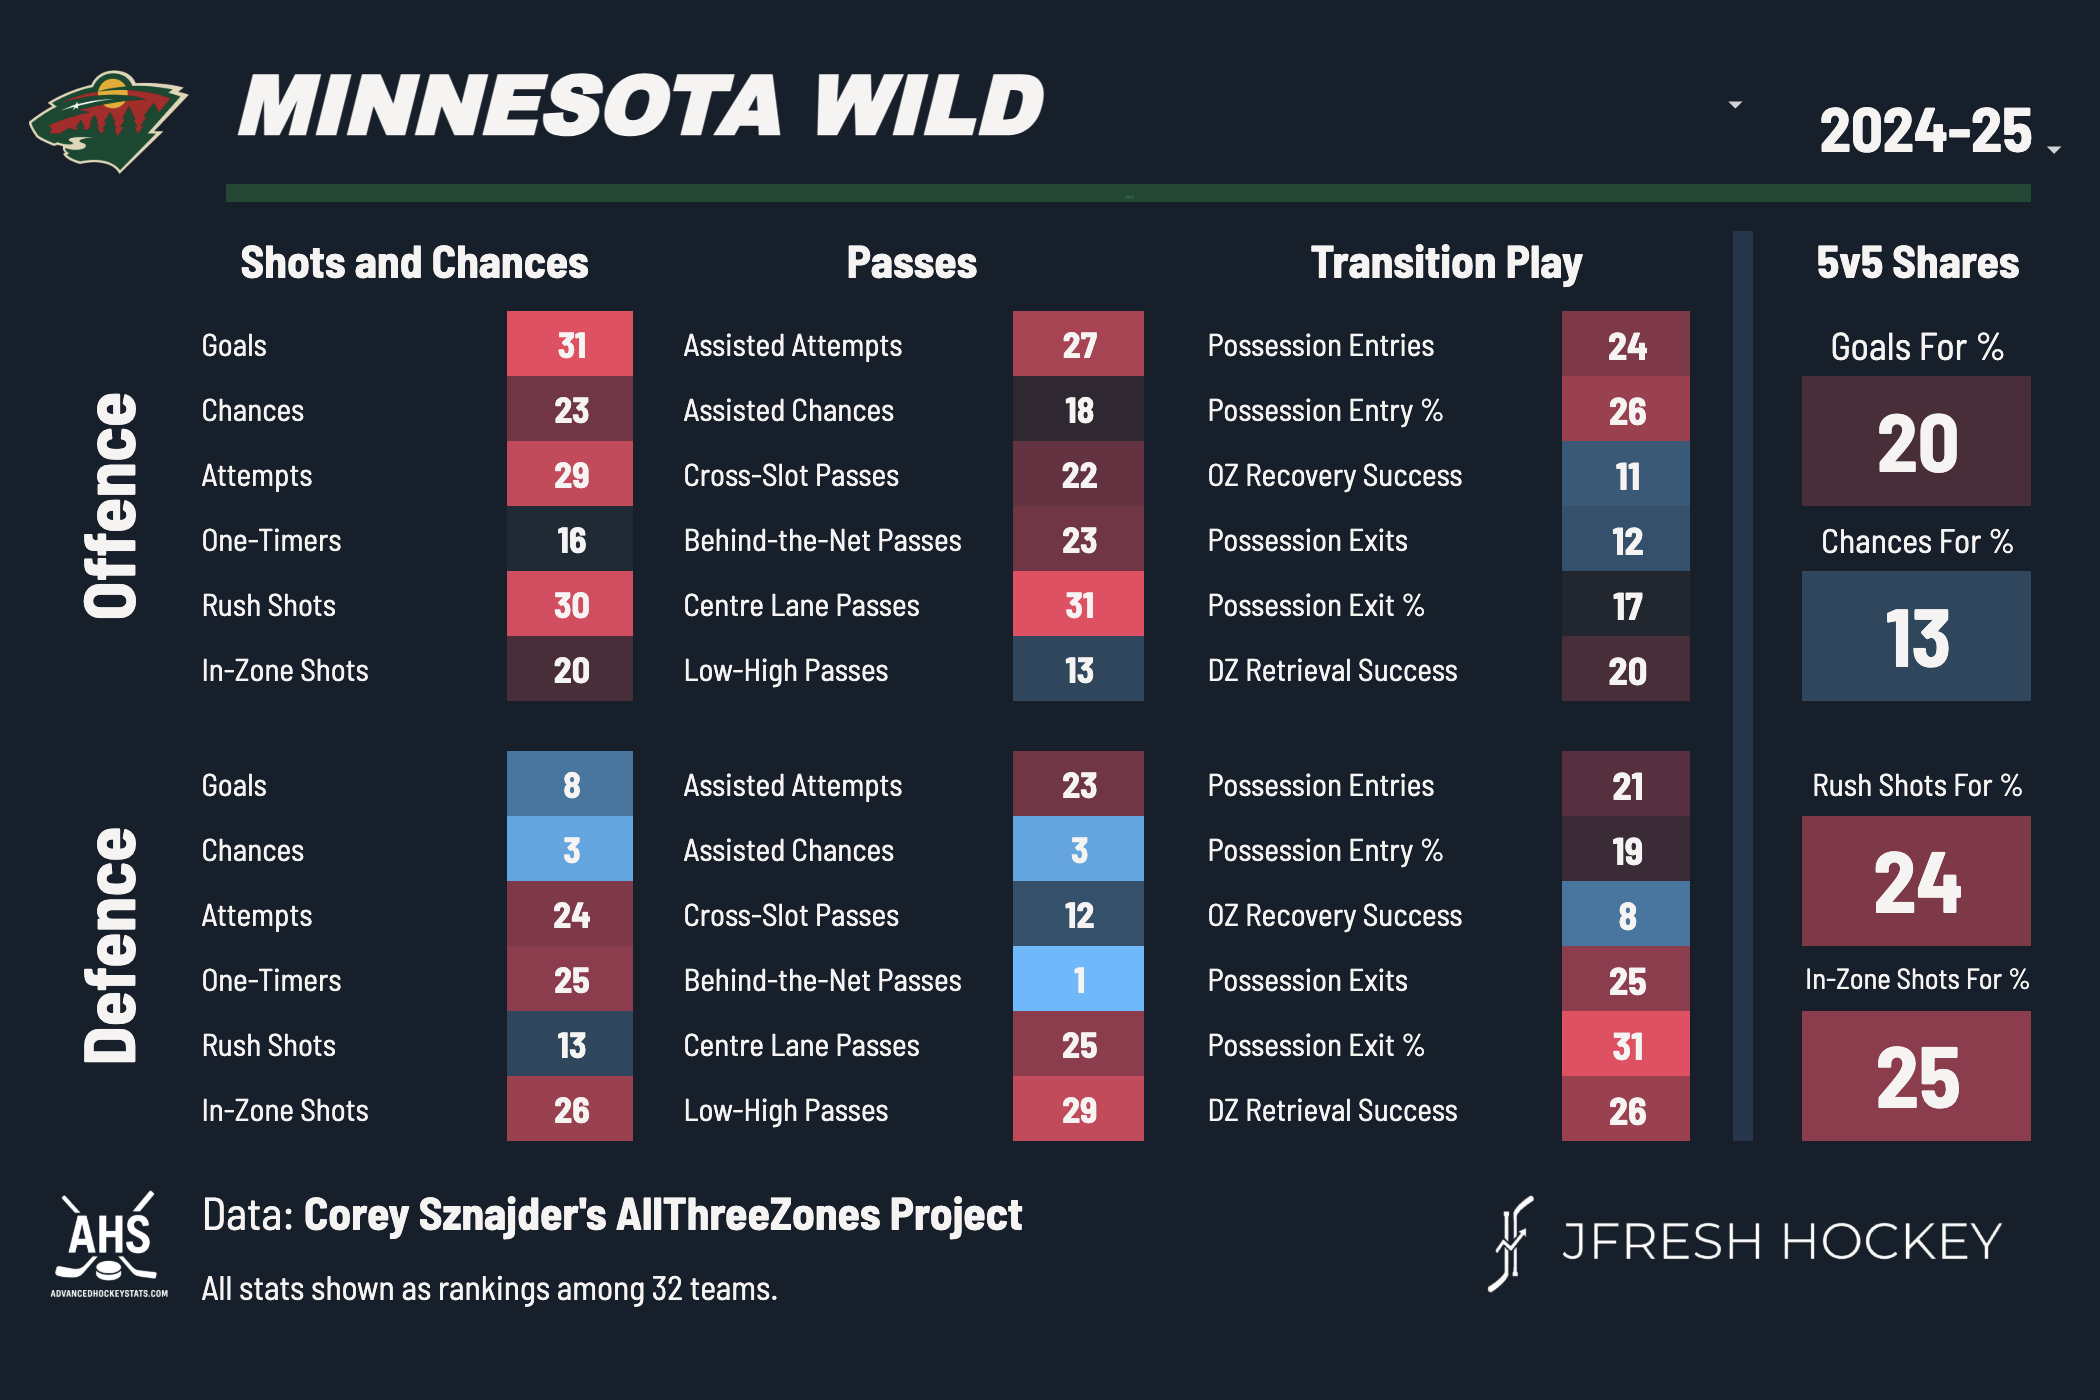 MINNESOTA WILD
2024-25
Shots and Chances
Passes
Transition Play
5v5 Shares
Offence
Goals 31
Chances 23
Attempts 29
One-Timers 16
Rush Shots 30
In-Zone Shots 20
Assisted Attempts 27
Assisted Chances 18
Cross-Slot Passes 22
Behind-the-Net Passes 23
Centre Lane Passes 31
Low-High Passes 13
Possession Entries 24
Possession Entry % 26
OZ Recovery Success 11
Possession Exits 12
Possession Exit % 17
DZ Retrieval Success 20
Goals For %
20
Chances For %
13
Defence
Goals 8
Chances 3
Attempts 24
One-Timers 25
Rush Shots 13
In-Zone Shots 26
Assisted Attempts 23
Assisted Chances 3
Cross-Slot Passes 12
Behind-the-Net Passes 1
Centre Lane Passes 25
Low-High Passes 29
Possession Entries 21
Possession Entry % 19
OZ Recovery Success 8
Possession Exits 25
Possession Exit % 31
DZ Retrieval Success 26
Rush Shots For %
24
In-Zone Shots For %
25
AHS
ADVANCEDHOCKEYSTATS.COM
Data: Corey Sznajder's AllThreeZones Project
All stats shown as rankings among 32 teams.
JFRESH HOCKEY